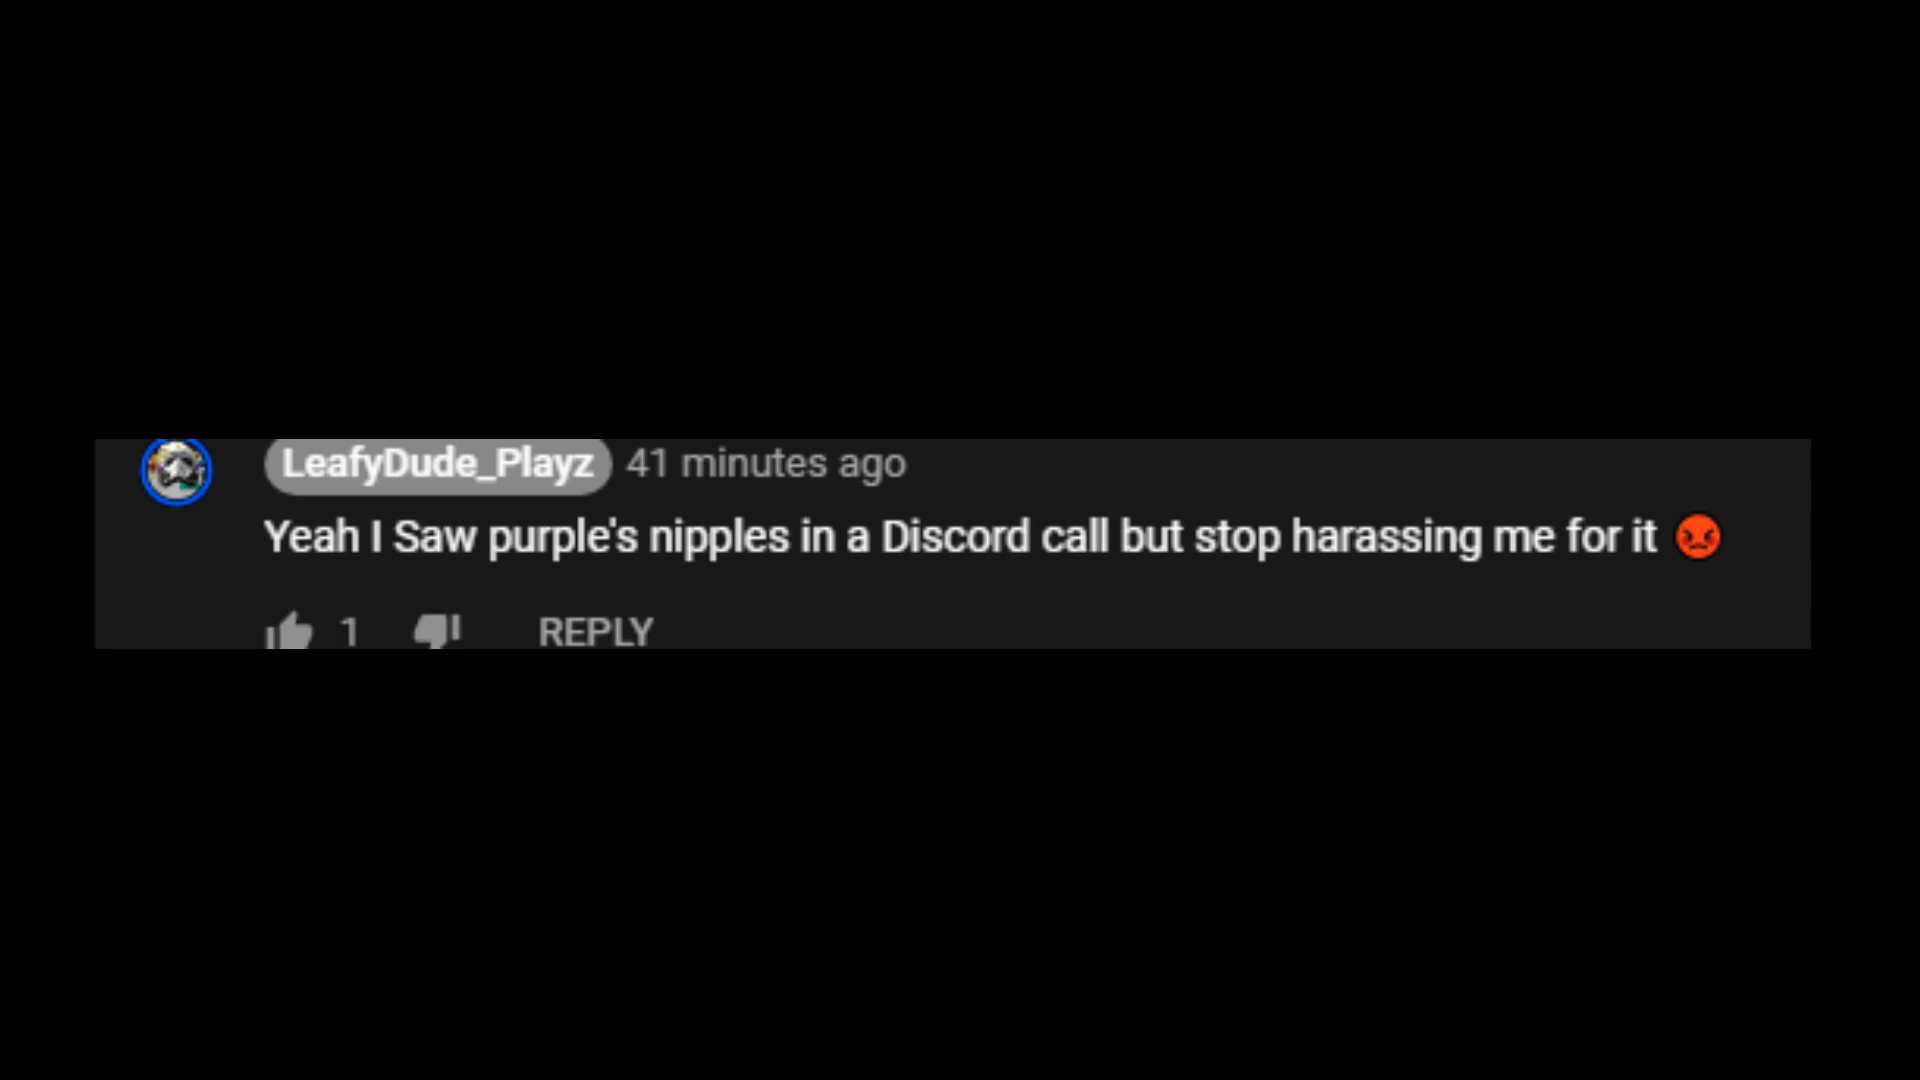 LeafyDude_Playz 41 minutes ago
Yeah I Saw purple's nipples in a Discord call but stop harassing me for it 😡
1 REPLY